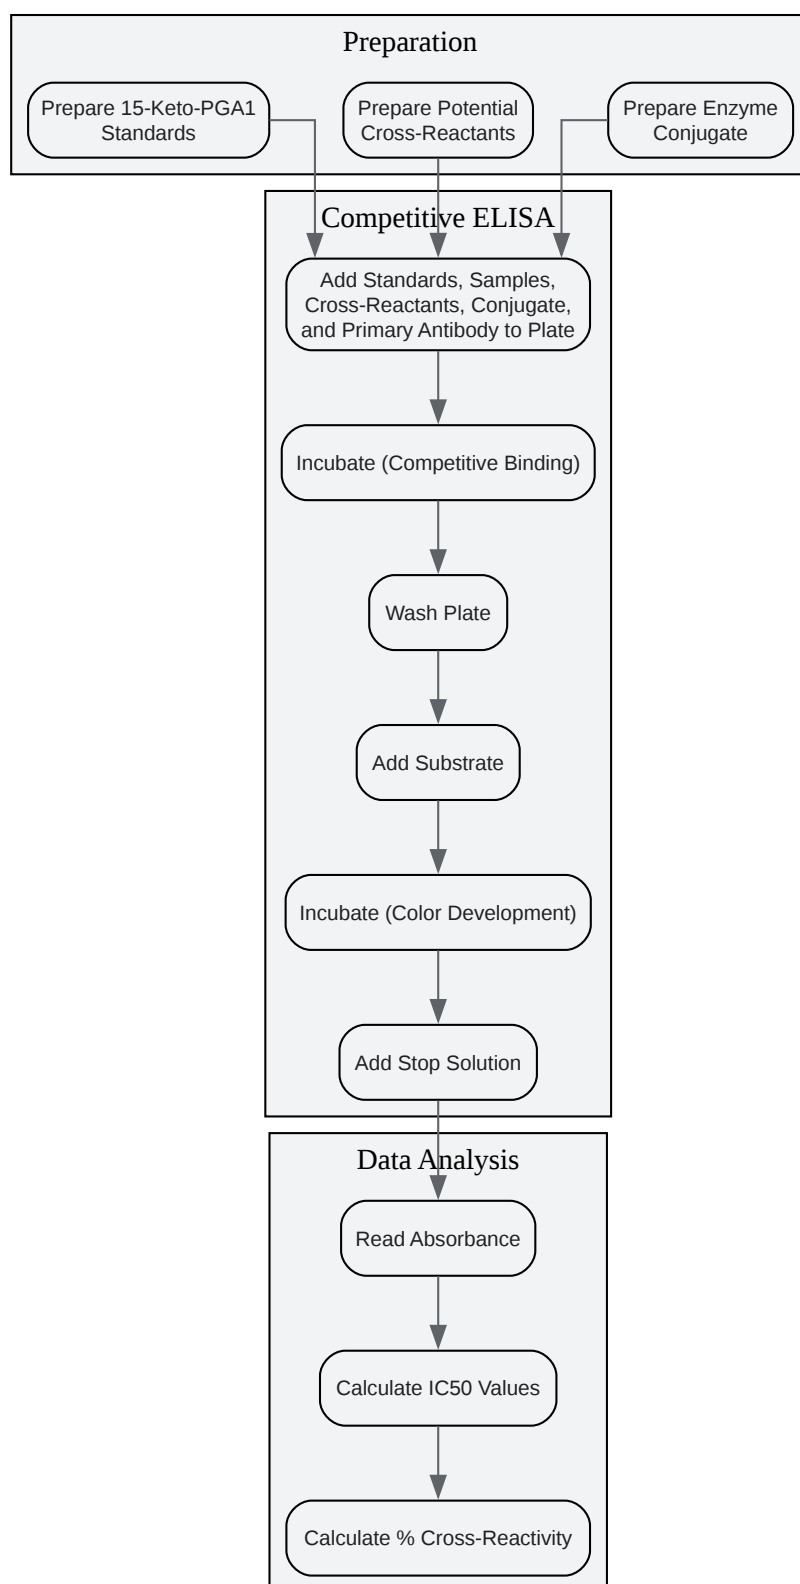 Preparation
Prepare 15-Keto-PGA1
Standards
Prepare Potential
Cross-Reactants
Prepare Enzyme
Conjugate
Competitive ELISA
Add Standards, Samples,
Cross-Reactants, Conjugate,
and Primary Antibody to Plate
Incubate (Competitive Binding)
Wash Plate
Add Substrate
Incubate (Color Development)
Add Stop Solution
Data Analysis
Read Absorbance
Calculate IC50 Values
Calculate % Cross-Reactivity